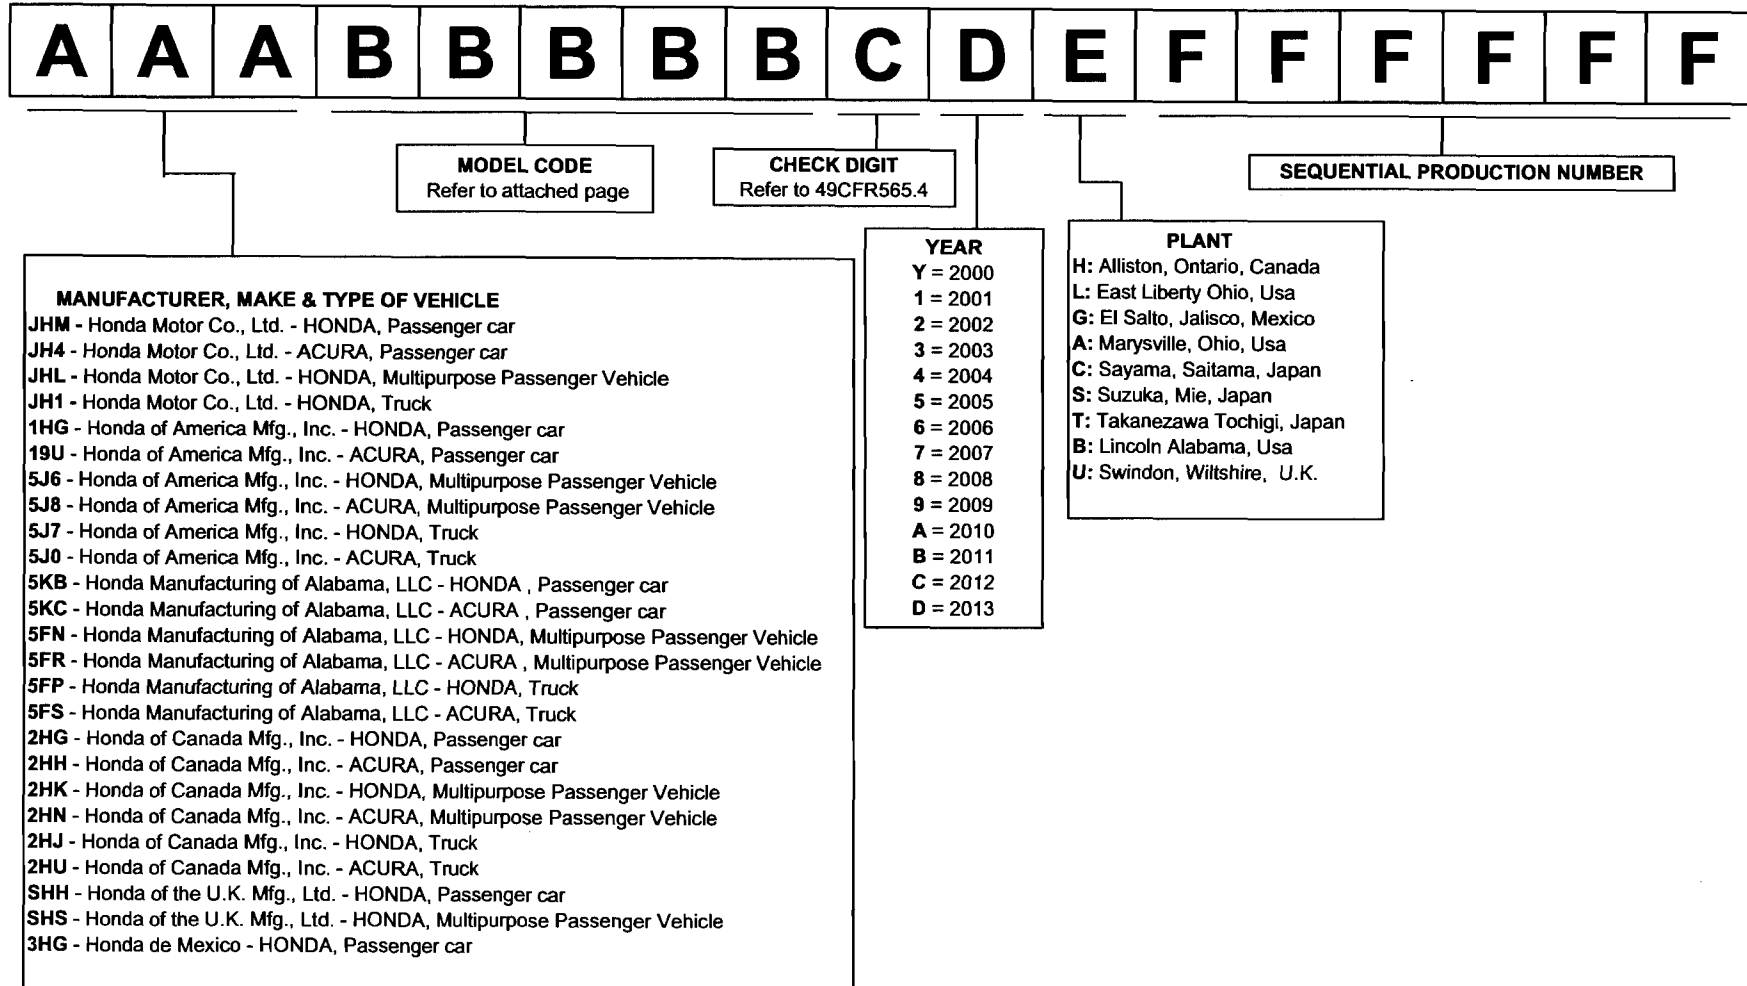 A A A B B B B B C D E F F F F F F
MODEL CODE
Refer to attached page
CHECK DIGIT
Refer to 49CFR565.4
SEQUENTIAL PRODUCTION NUMBER
MANUFACTURER, MAKE & TYPE OF VEHICLE
JHM - Honda Motor Co., Ltd. - HONDA, Passenger car
JH4 - Honda Motor Co., Ltd. - ACURA, Passenger car
JHL - Honda Motor Co., Ltd. - HONDA, Multipurpose Passenger Vehicle
JH1 - Honda Motor Co., Ltd. - HONDA, Truck
1HG - Honda of America Mfg., Inc. - HONDA, Passenger car
19U - Honda of America Mfg., Inc. - ACURA, Passenger car
5J6 - Honda of America Mfg., Inc. - HONDA, Multipurpose Passenger Vehicle
5J8 - Honda of America Mfg., Inc. - ACURA, Multipurpose Passenger Vehicle
5J7 - Honda of America Mfg., Inc. - HONDA, Truck
5J0 - Honda of America Mfg., Inc. - ACURA, Truck
5KB - Honda Manufacturing of Alabama, LLC - HONDA , Passenger car
5KC - Honda Manufacturing of Alabama, LLC - ACURA , Passenger car
5FN - Honda Manufacturing of Alabama, LLC - HONDA, Multipurpose Passenger Vehicle
5FR - Honda Manufacturing of Alabama, LLC - ACURA , Multipurpose Passenger Vehicle
5FP - Honda Manufacturing of Alabama, LLC - HONDA, Truck
5FS - Honda Manufacturing of Alabama, LLC - ACURA, Truck
2HG - Honda of Canada Mfg., Inc. - HONDA, Passenger car
2HH - Honda of Canada Mfg., Inc. - ACURA, Passenger car
2HK - Honda of Canada Mfg., Inc. - HONDA, Multipurpose Passenger Vehicle
2HN - Honda of Canada Mfg., Inc. - ACURA, Multipurpose Passenger Vehicle
2HJ - Honda of Canada Mfg., Inc. - HONDA, Truck
2HU - Honda of Canada Mfg., Inc. - ACURA, Truck
SHH - Honda of the U.K. Mfg., Ltd. - HONDA, Passenger car
SHS - Honda of the U.K. Mfg., Ltd. - HONDA, Multipurpose Passenger Vehicle
3HG - Honda de Mexico - HONDA, Passenger car
YEAR
Y = 2000
1 = 2001
2 = 2002
3 = 2003
4 = 2004
5 = 2005
6 = 2006
7 = 2007
8 = 2008
9 = 2009
A = 2010
B = 2011
C = 2012
D = 2013
PLANT
H: Alliston, Ontario, Canada
L: East Liberty Ohio, Usa
G: El Salto, Jalisco, Mexico
A: Marysville, Ohio, Usa
C: Sayama, Saitama, Japan
S: Suzuka, Mie, Japan
T: Takanezawa Tochigi, Japan
B: Lincoln Alabama, Usa
U: Swindon, Wiltshire, U.K.